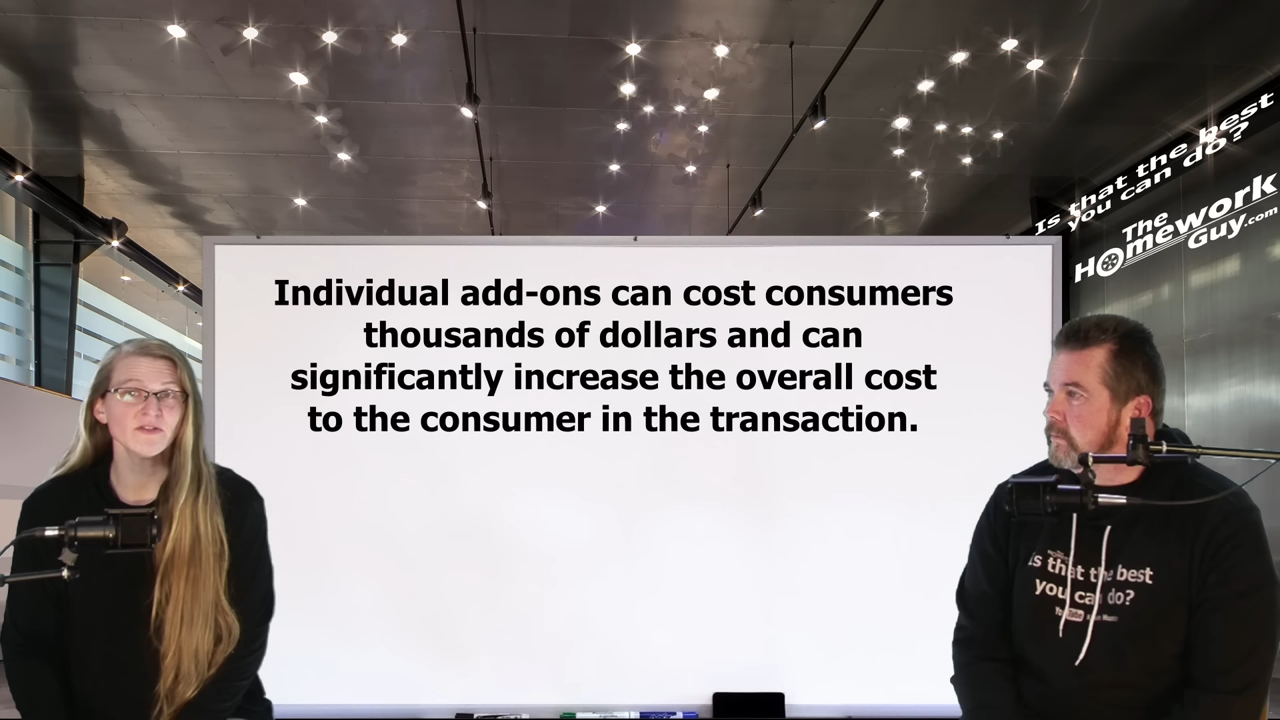 Is that the best
you can do?
The
Homework
Guy.com
Individual add-ons can cost consumers
thousands of dollars and can
significantly increase the overall cost
to the consumer in the transaction.
is that the best
you can do?
YouTube